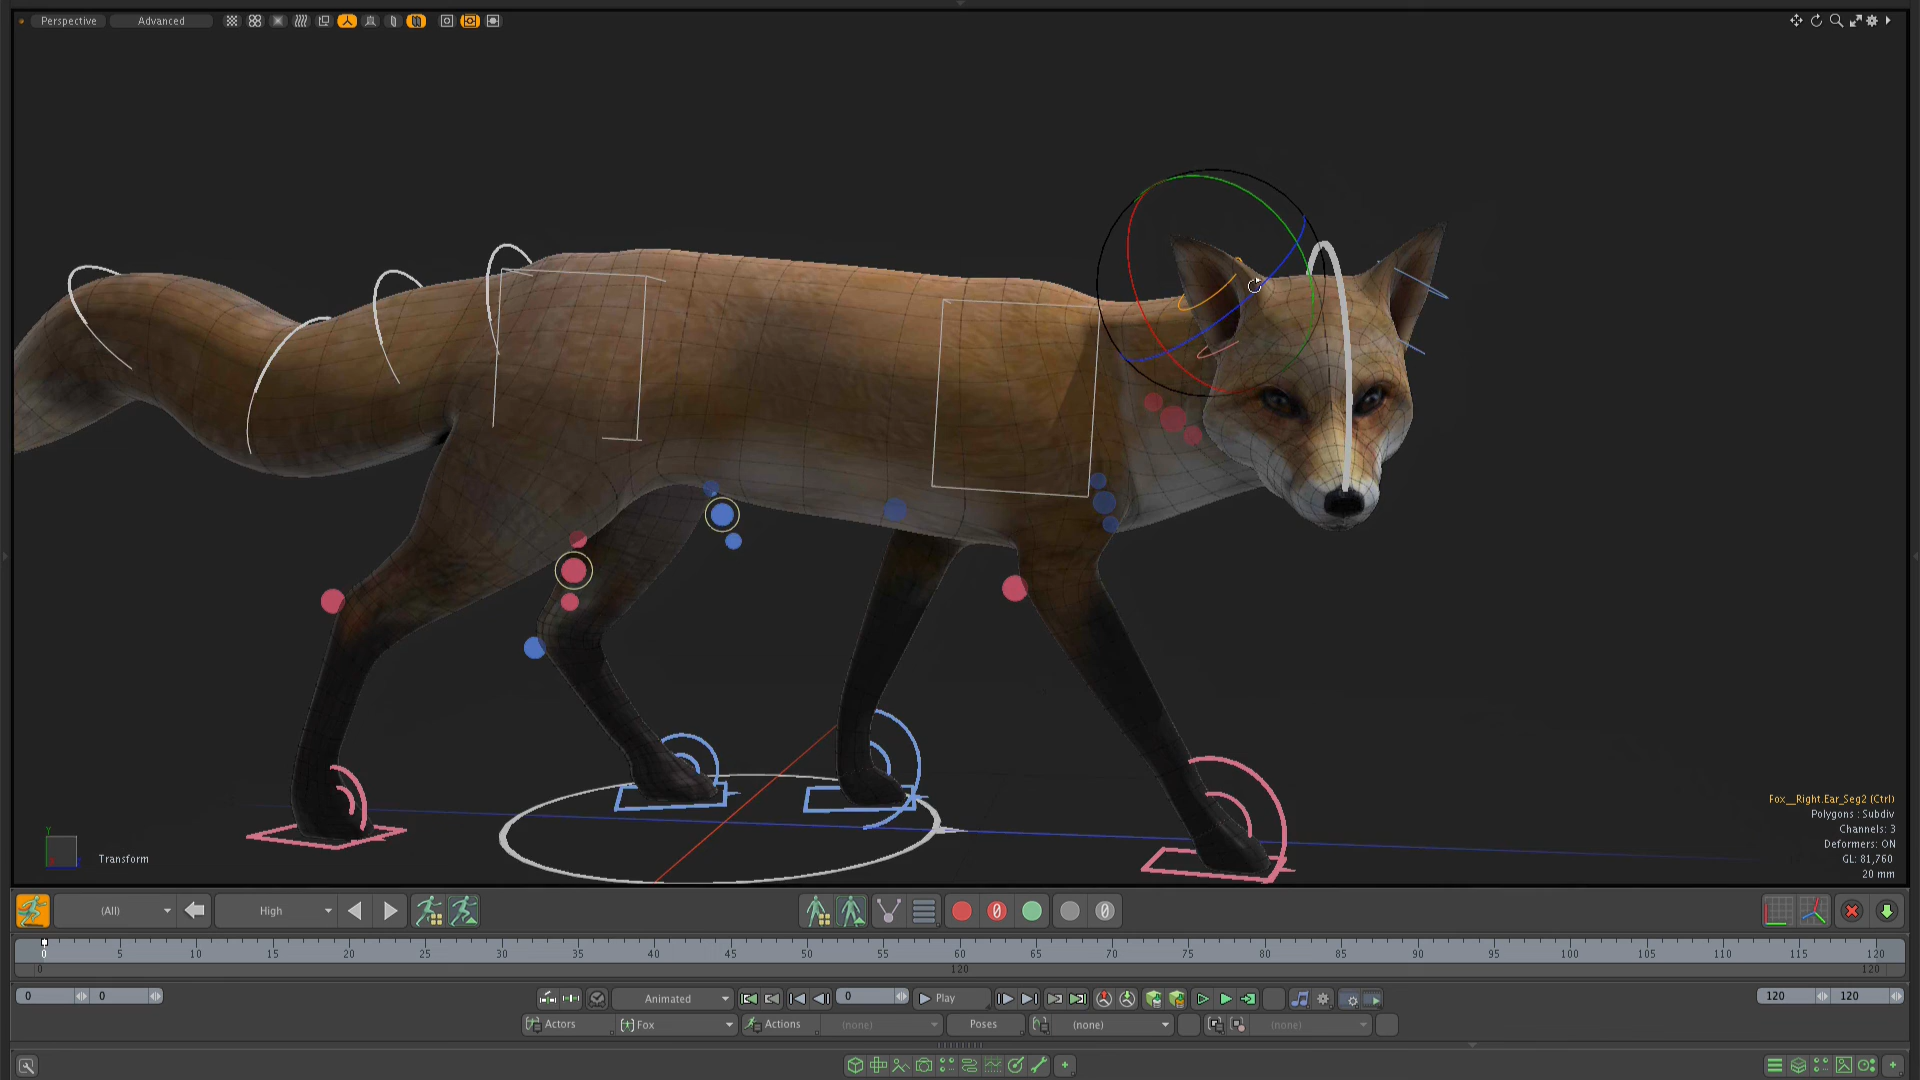 Perspective
Advanced
Fox__Right.Ear_Seg2 (Ctrl)
Polygons : Subdiv
Channels: 3
Deformers: ON
GL: 81,760
20 mm
Y
Transform
(All)
High
0
0
0 5 10 15 20 25 30 35 40 45 50 55 60 65 70 75 80 85 90 95 100 105 110 115 120
0 120 120
0 0 Animated 0 Play 120 120
Actors Fox Actions (none) Poses (none) (none)